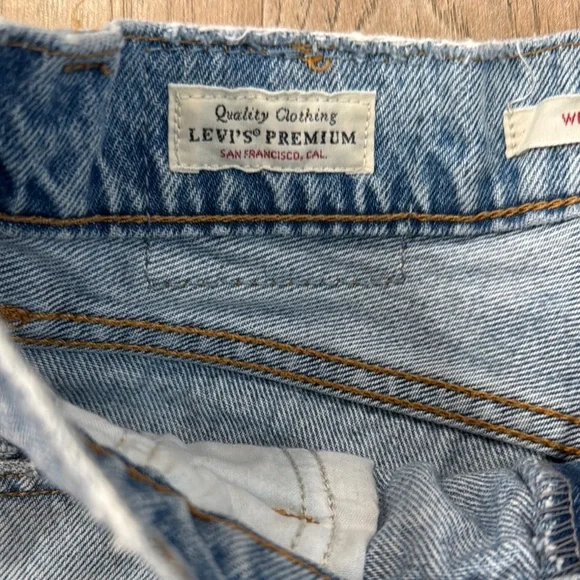 Quality Clothing
LEVI'S® PREMIUM
SAN FRANCISCO, CAL.